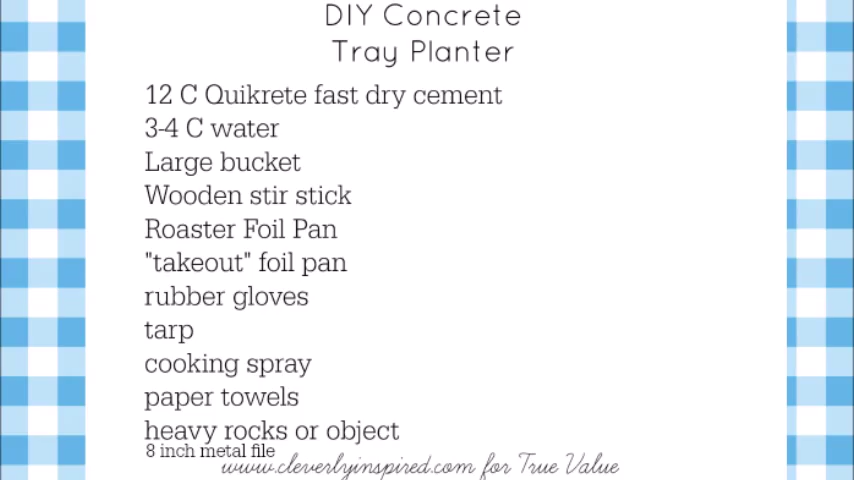 DIY Concrete
Tray Planter
12 C Quikrete fast dry cement
3-4 C water
Large bucket
Wooden stir stick
Roaster Foil Pan
"takeout" foil pan
rubber gloves
tarp
cooking spray
paper towels
heavy rocks or object
8 inch metal file
www.cleverlyinspired.com for True Value